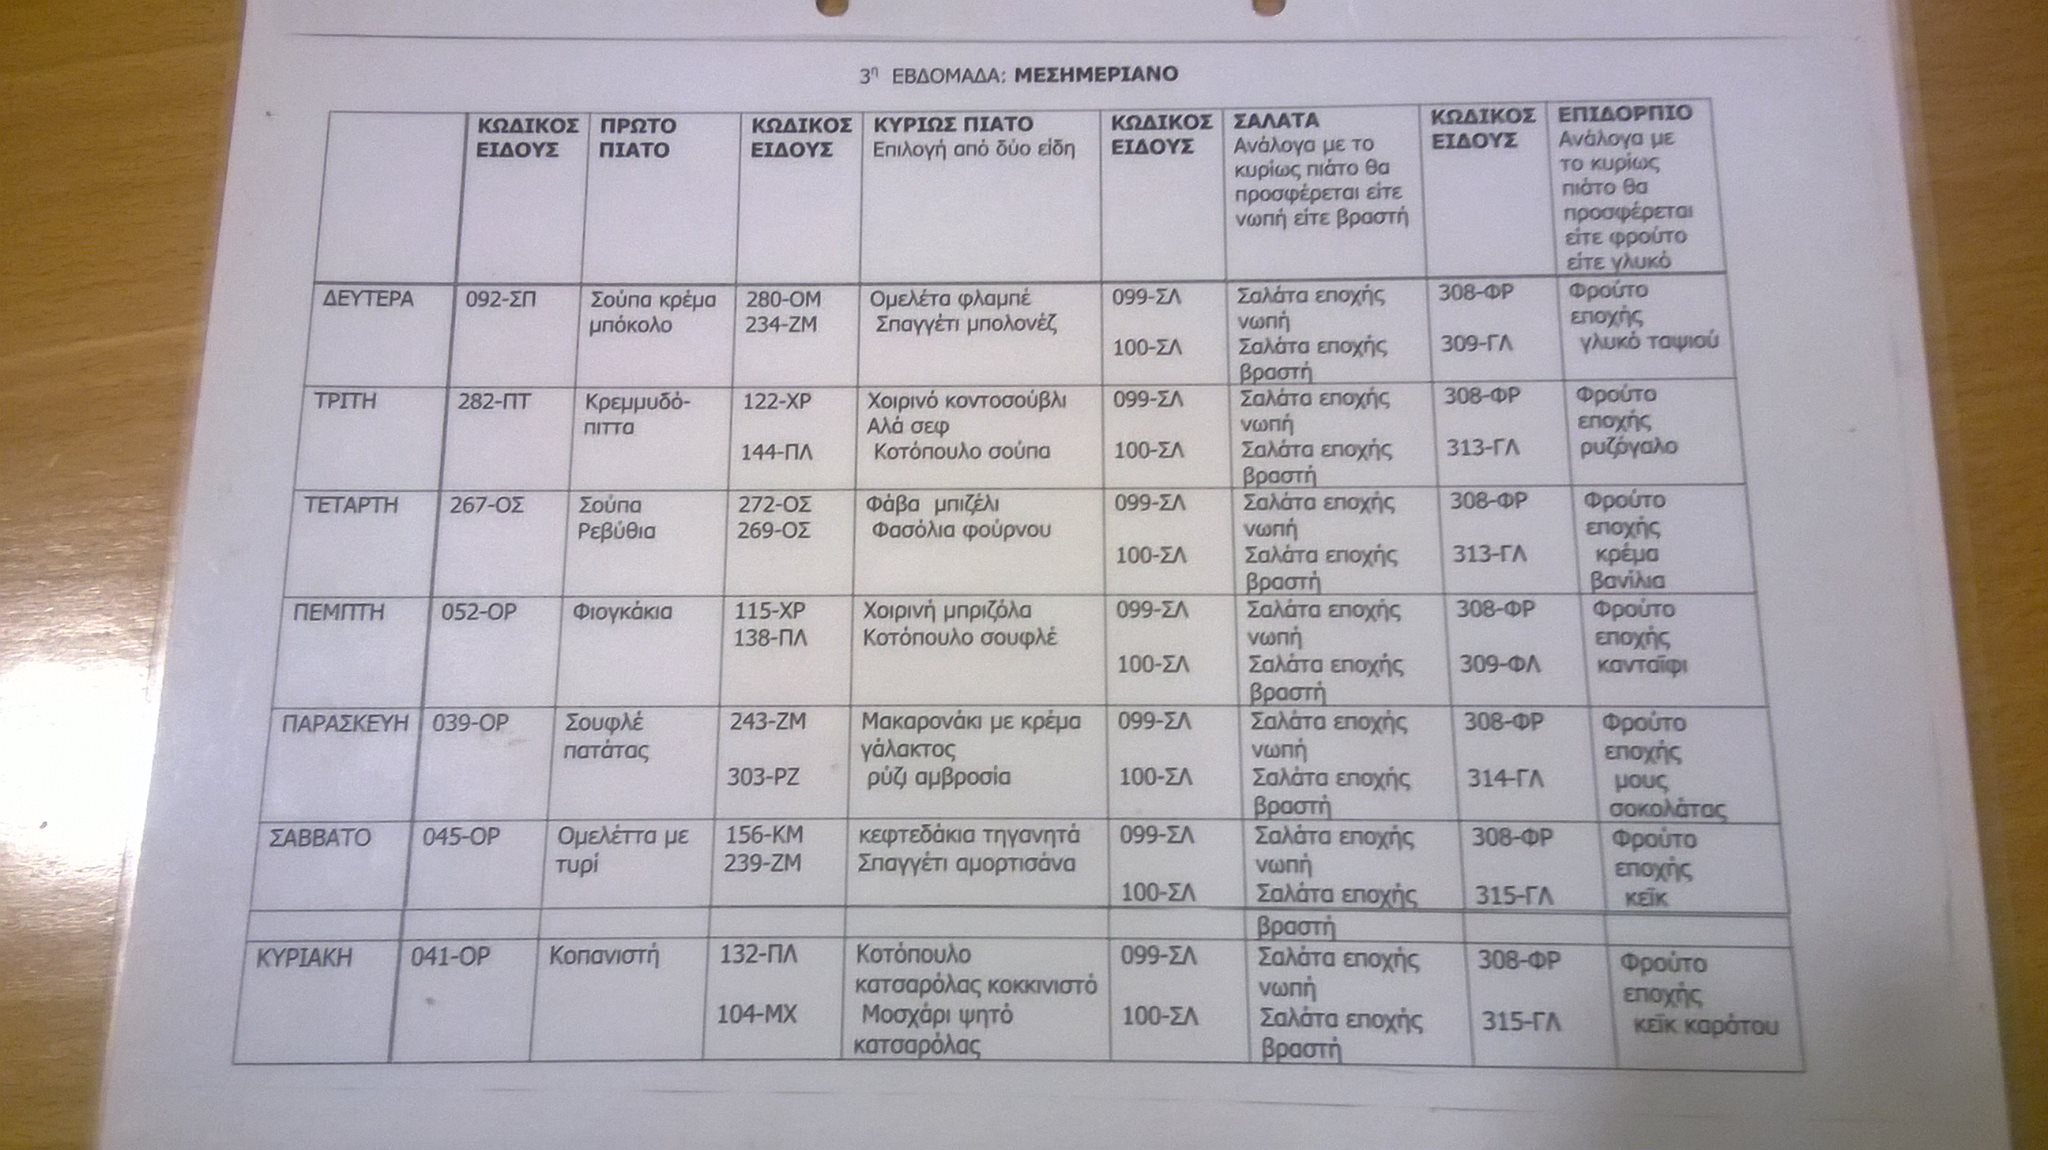 3η ΕΒΔΟΜΑΔΑ: ΜΕΣΗΜΕΡΙΑΝΟ
ΚΩΔΙΚΟΣ ΕΙΔΟΥΣ ΠΡΩΤΟ ΠΙΑΤΟ ΚΩΔΙΚΟΣ ΕΙΔΟΥΣ ΚΥΡΙΩΣ ΠΙΑΤΟ Επιλογή από δύο είδη ΚΩΔΙΚΟΣ ΕΙΔΟΥΣ ΣΑΛΑΤΑ Ανάλογα με το κυρίως πιάτο θα προσφέρεται είτε νωπή είτε βραστή ΚΩΔΙΚΟΣ ΕΙΔΟΥΣ ΕΠΙΔΟΡΠΙΟ Ανάλογα με το κυρίως πιάτο θα προσφέρεται είτε φρούτο είτε γλυκό
ΔΕΥΤΕΡΑ 092-ΣΠ Σούπα κρέμα 280-ΟΜ Ομελέτα φλαμπέ 099-ΣΛ Σαλάτα εποχής 308-ΦΡ Φρούτο
μπόκολο 234-ΖΜ Σπαγγέτι μπολονέζ νωπή εποχής
100-ΣΛ Σαλάτα εποχής 309-ΓΛ γλυκό ταψιού
βραστή
ΤΡΙΤΗ 282-ΠΤ Κρεμμυδό- 122-ΧΡ Χοιρινό κοντοσούβλι 099-ΣΛ Σαλάτα εποχής 308-ΦΡ Φρούτο
πιττα Αλά σεφ νωπή εποχής
144-ΠΛ Κοτόπουλο σούπα 100-ΣΛ Σαλάτα εποχής 313-ΓΛ ρυζόγαλο
βραστή
ΤΕΤΑΡΤΗ 267-ΟΣ Σούπα 272-ΟΣ Φάβα μπιζέλι 099-ΣΛ Σαλάτα εποχής 308-ΦΡ Φρούτο
Ρεβύθια 269-ΟΣ Φασόλια φούρνου νωπή εποχής
100-ΣΛ Σαλάτα εποχής 313-ΓΛ κρέμα
βραστή βανίλια
ΠΕΜΠΤΗ 052-ΟΡ Φιογκάκια 115-ΧΡ Χοιρινή μπριζόλα 099-ΣΛ Σαλάτα εποχής 308-ΦΡ Φρούτο
138-ΠΛ Κοτόπουλο σουφλέ νωπή εποχής
100-ΣΛ Σαλάτα εποχής 309-ΦΛ κανταϊφι
βραστή
ΠΑΡΑΣΚΕΥΗ 039-ΟΡ Σουφλέ 243-ΖΜ Μακαρονάκι με κρέμα 099-ΣΛ Σαλάτα εποχής 308-ΦΡ Φρούτο
πατάτας γάλακτος νωπή εποχής
303-ΡΖ ρύζι αμβροσία 100-ΣΛ Σαλάτα εποχής 314-ΓΛ μους
βραστή σοκολάτας
ΣΑΒΒΑΤΟ 045-ΟΡ Ομελέττα με 156-ΚΜ κεφτεδάκια τηγανητά 099-ΣΛ Σαλάτα εποχής 308-ΦΡ Φρούτο
τυρί 239-ΖΜ Σπαγγέτι αμορτισάνα νωπή εποχής
100-ΣΛ Σαλάτα εποχής 315-ΓΛ κεϊκ
βραστή
ΚΥΡΙΑΚΗ 041-ΟΡ Κοπανιστή 132-ΠΛ Κοτόπουλο 099-ΣΛ Σαλάτα εποχής 308-ΦΡ Φρούτο
κατσαρόλας κοκκινιστό νωπή εποχής
104-ΜΧ Μοσχάρι ψητό 100-ΣΛ Σαλάτα εποχής 315-ΓΛ κεϊκ καρότου
κατσαρόλας βραστή